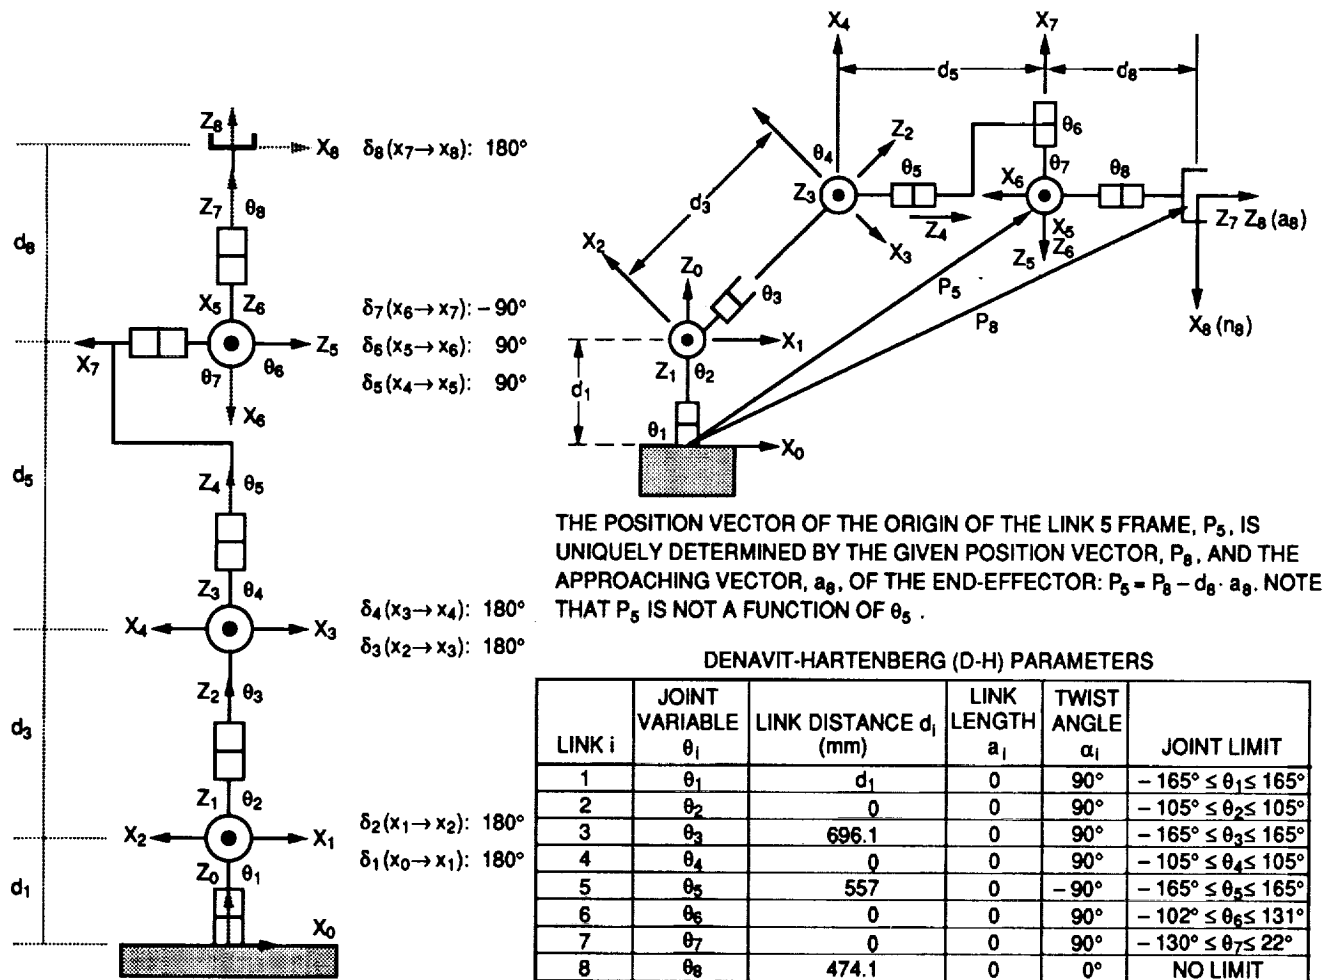 Z8
X8 δ8(x7→x8): 180°
Z7 θ8
d8
X5 Z6
δ7(x6→x7): – 90°
Z5
δ6(x5→x6): 90°
X7
θ7 θ6
δ5(x4→x5): 90°
X6
d5
Z4 θ5
Z3 θ4
δ4(x3→x4): 180°
X4 X3
δ3(x2→x3): 180°
Z2 θ3
d3
Z1 θ2
δ2(x1→x2): 180°
X2 X1
δ1(x0→x1): 180°
Z0 θ1
d1
X0
X4 X7
d5 d8
θ6
Z2
θ4
θ5 θ7 θ8
Z3 X6
d3
Z4 X5 Z7 Z8 (a8)
X3 Z5 Z6
X2
Z0
θ3
P5
P8
X8 (n8)
X1
Z1 θ2
d1
θ1
X0
THE POSITION VECTOR OF THE ORIGIN OF THE LINK 5 FRAME, P5, IS
UNIQUELY DETERMINED BY THE GIVEN POSITION VECTOR, P8, AND THE
APPROACHING VECTOR, a8, OF THE END-EFFECTOR: P5 = P8 – d8 · a8. NOTE
THAT P5 IS NOT A FUNCTION OF θ5 .
DENAVIT-HARTENBERG (D-H) PARAMETERS
LINK i JOINT VARIABLE θi LINK DISTANCE di (mm) LINK LENGTH ai TWIST ANGLE αi JOINT LIMIT
1 θ1 d1 0 90° – 165° ≤ θ1 ≤ 165°
2 θ2 0 0 90° – 105° ≤ θ2 ≤ 105°
3 θ3 696.1 0 90° – 165° ≤ θ3 ≤ 165°
4 θ4 0 0 90° – 105° ≤ θ4 ≤ 105°
5 θ5 557 0 – 90° – 165° ≤ θ5 ≤ 165°
6 θ6 0 0 90° – 102° ≤ θ6 ≤ 131°
7 θ7 0 0 90° – 130° ≤ θ7 ≤ 22°
8 θ8 474.1 0 0° NO LIMIT